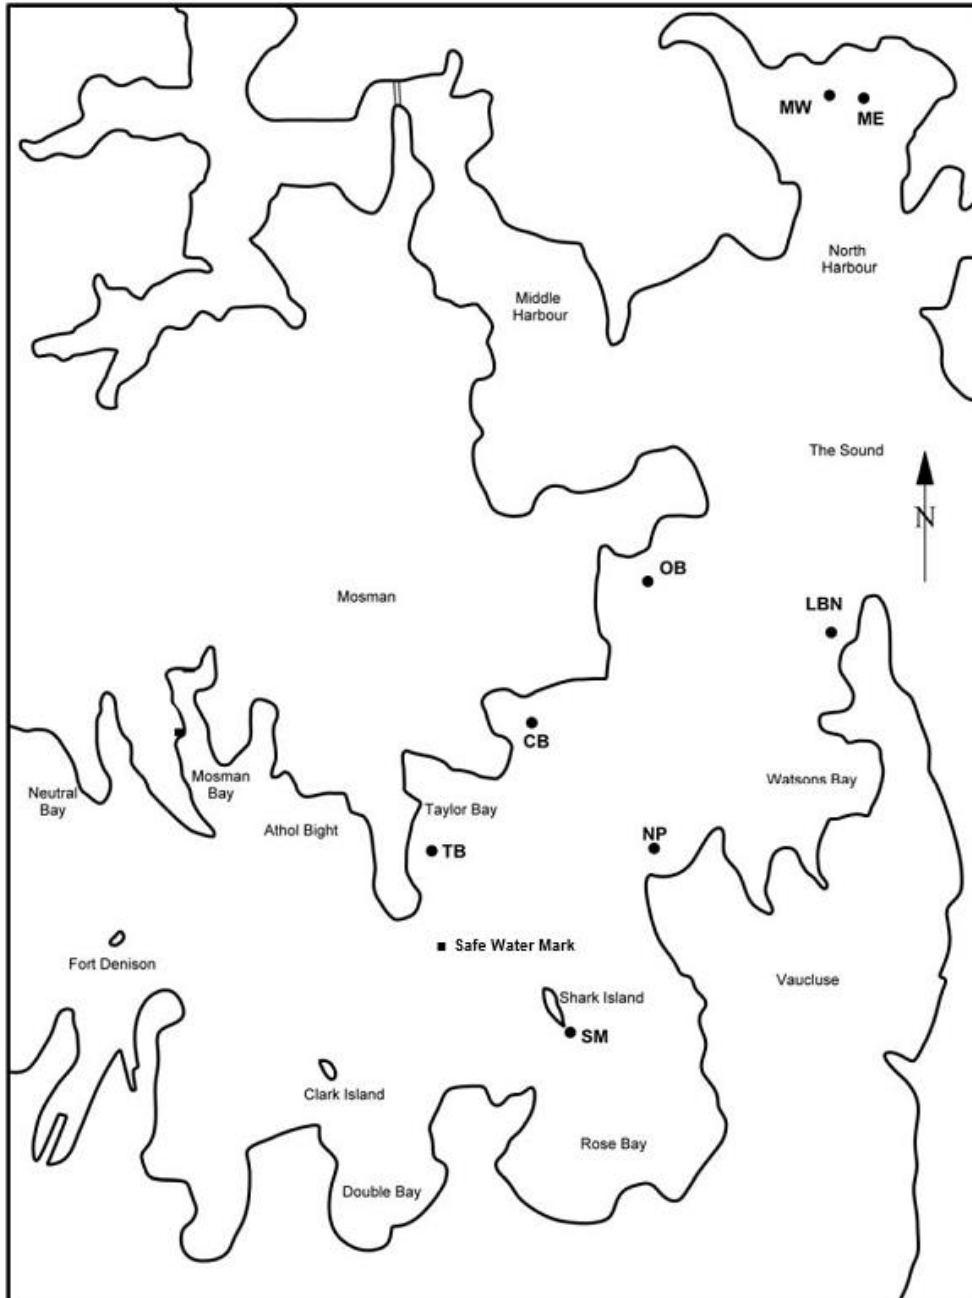 MW
ME
North
Harbour
Middle
Harbour
The Sound
N
OB
Mosman
LBN
CB
Mosman
Bay
Neutral
Bay
Watsons Bay
Taylor Bay
Athol Bight
NP
TB
Safe Water Mark
Fort Denison
Vaucluse
Shark Island
SM
Clark Island
Rose Bay
Double Bay